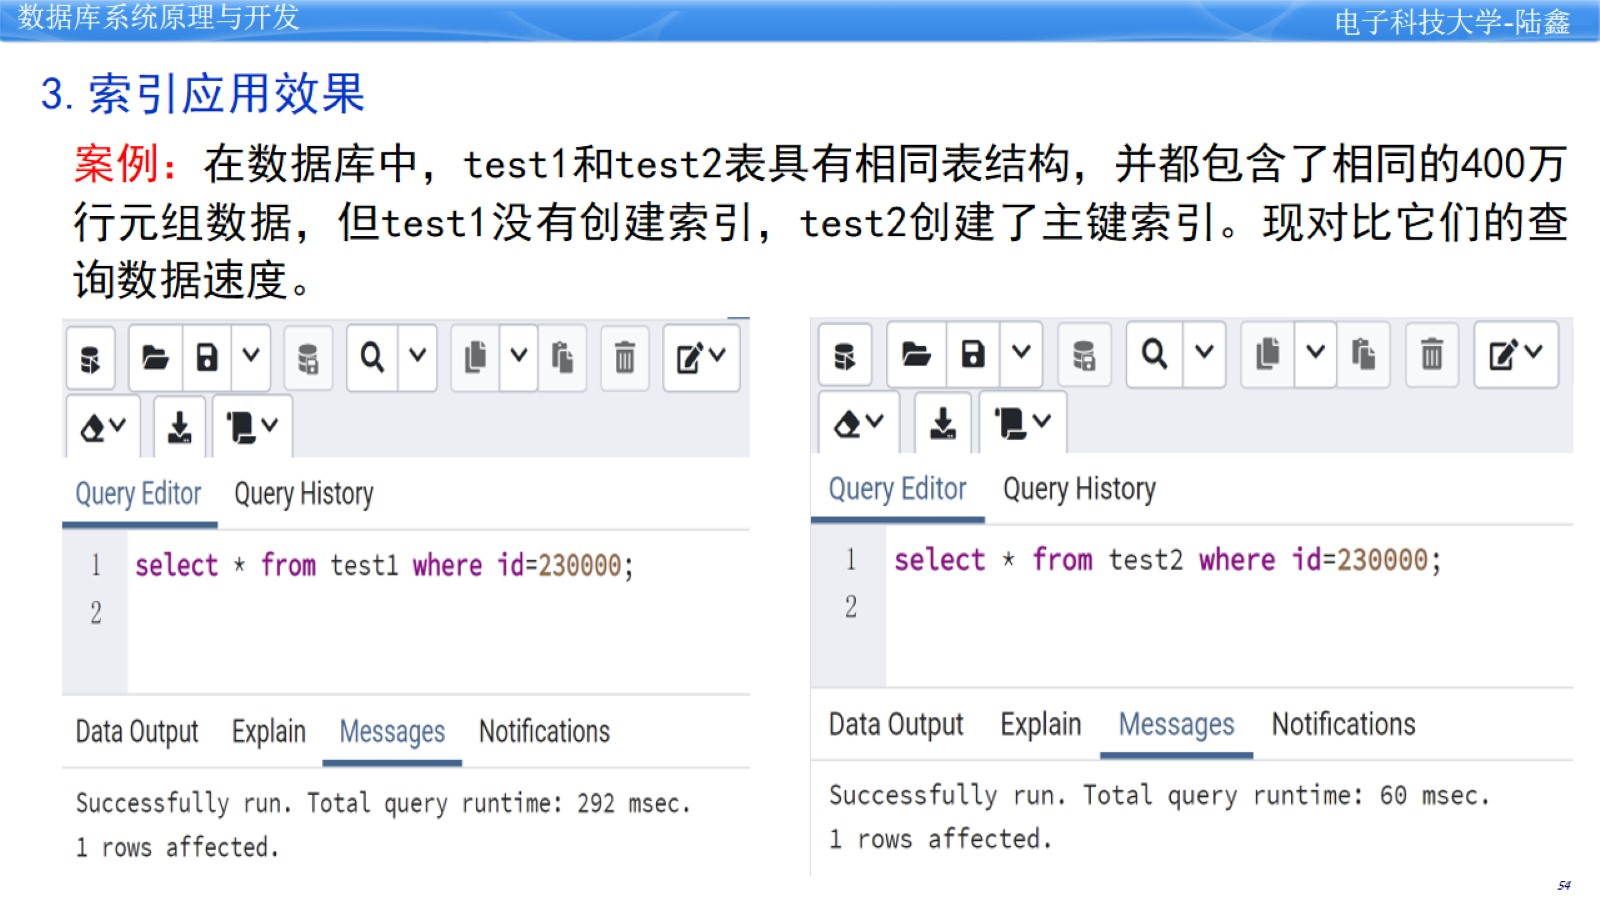 数据库系统原理与开发
电子科技大学-陆鑫
3. 索引应用效果
案例：在数据库中，test1和test2表具有相同表结构，并都包含了相同的400万
行元组数据，但test1没有创建索引，test2创建了主键索引。现对比它们的查
询数据速度。
Query Editor Query History
1 select * from test1 where id=230000;
2
Data Output Explain Messages Notifications
Successfully run. Total query runtime: 292 msec.
1 rows affected.
Query Editor Query History
1 select * from test2 where id=230000;
2
Data Output Explain Messages Notifications
Successfully run. Total query runtime: 60 msec.
1 rows affected.
54